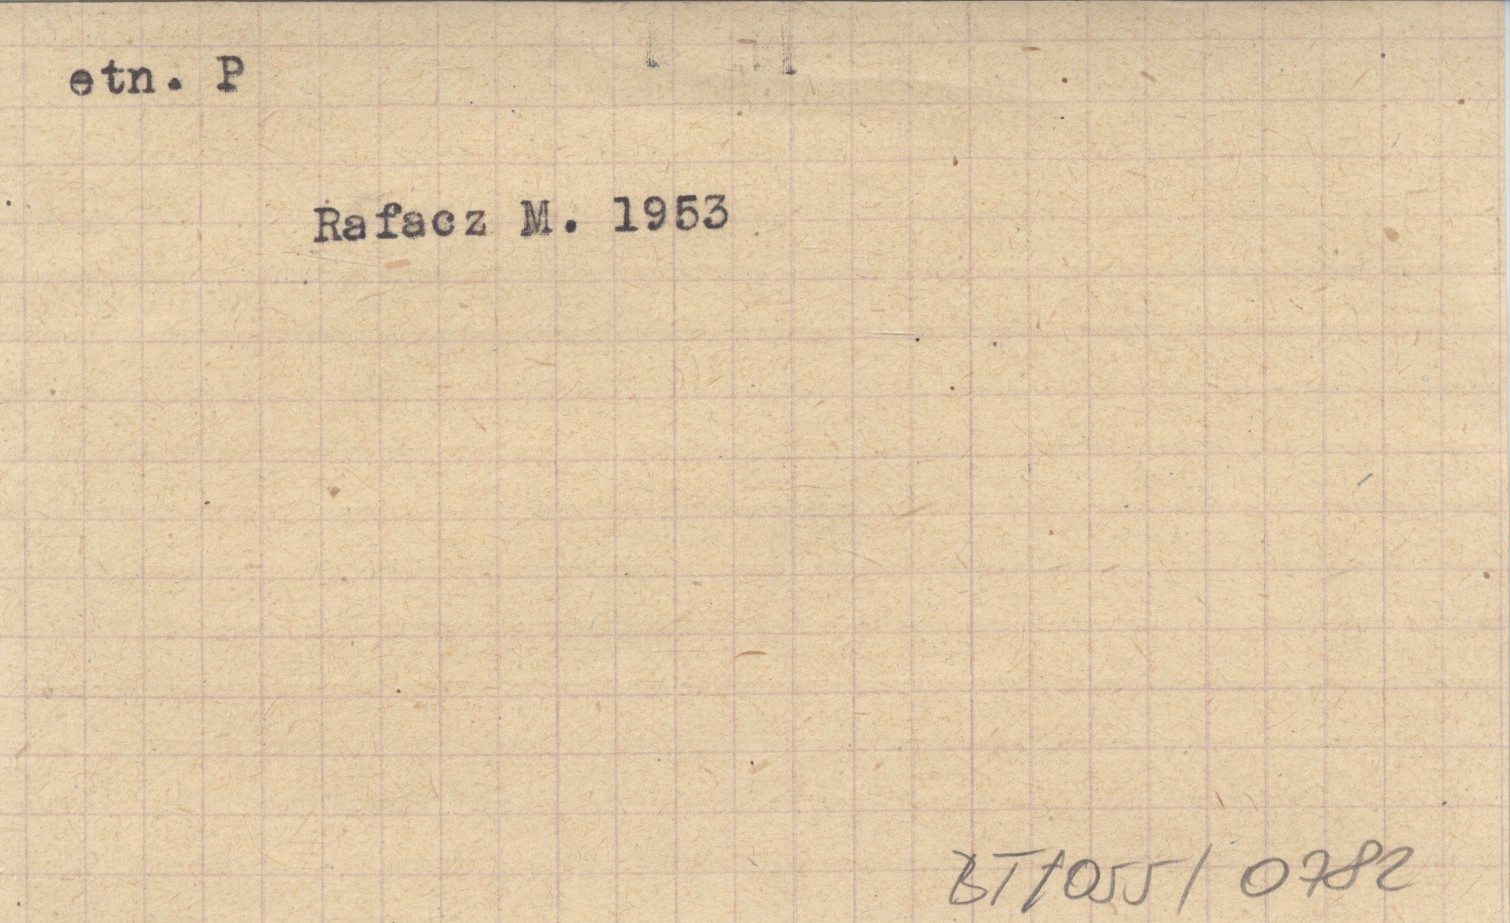 etn. P
Rafacz M. 1953
BT/055/0782